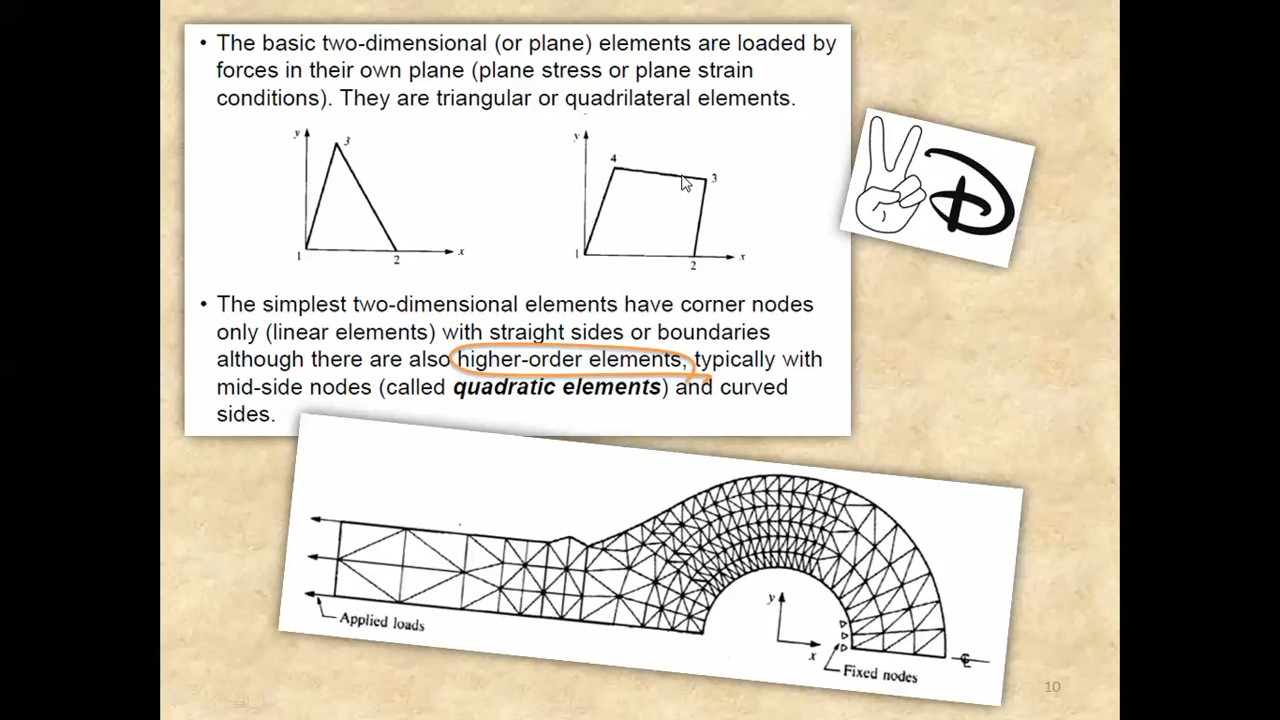 • The basic two-dimensional (or plane) elements are loaded by
forces in their own plane (plane stress or plane strain
conditions). They are triangular or quadrilateral elements.
y
3
1
2
x
y
4
3
1
2
x
D
• The simplest two-dimensional elements have corner nodes
only (linear elements) with straight sides or boundaries
although there are also higher-order elements, typically with
mid-side nodes (called quadratic elements) and curved
sides.
Applied loads
y
x
Fixed nodes
℄
10